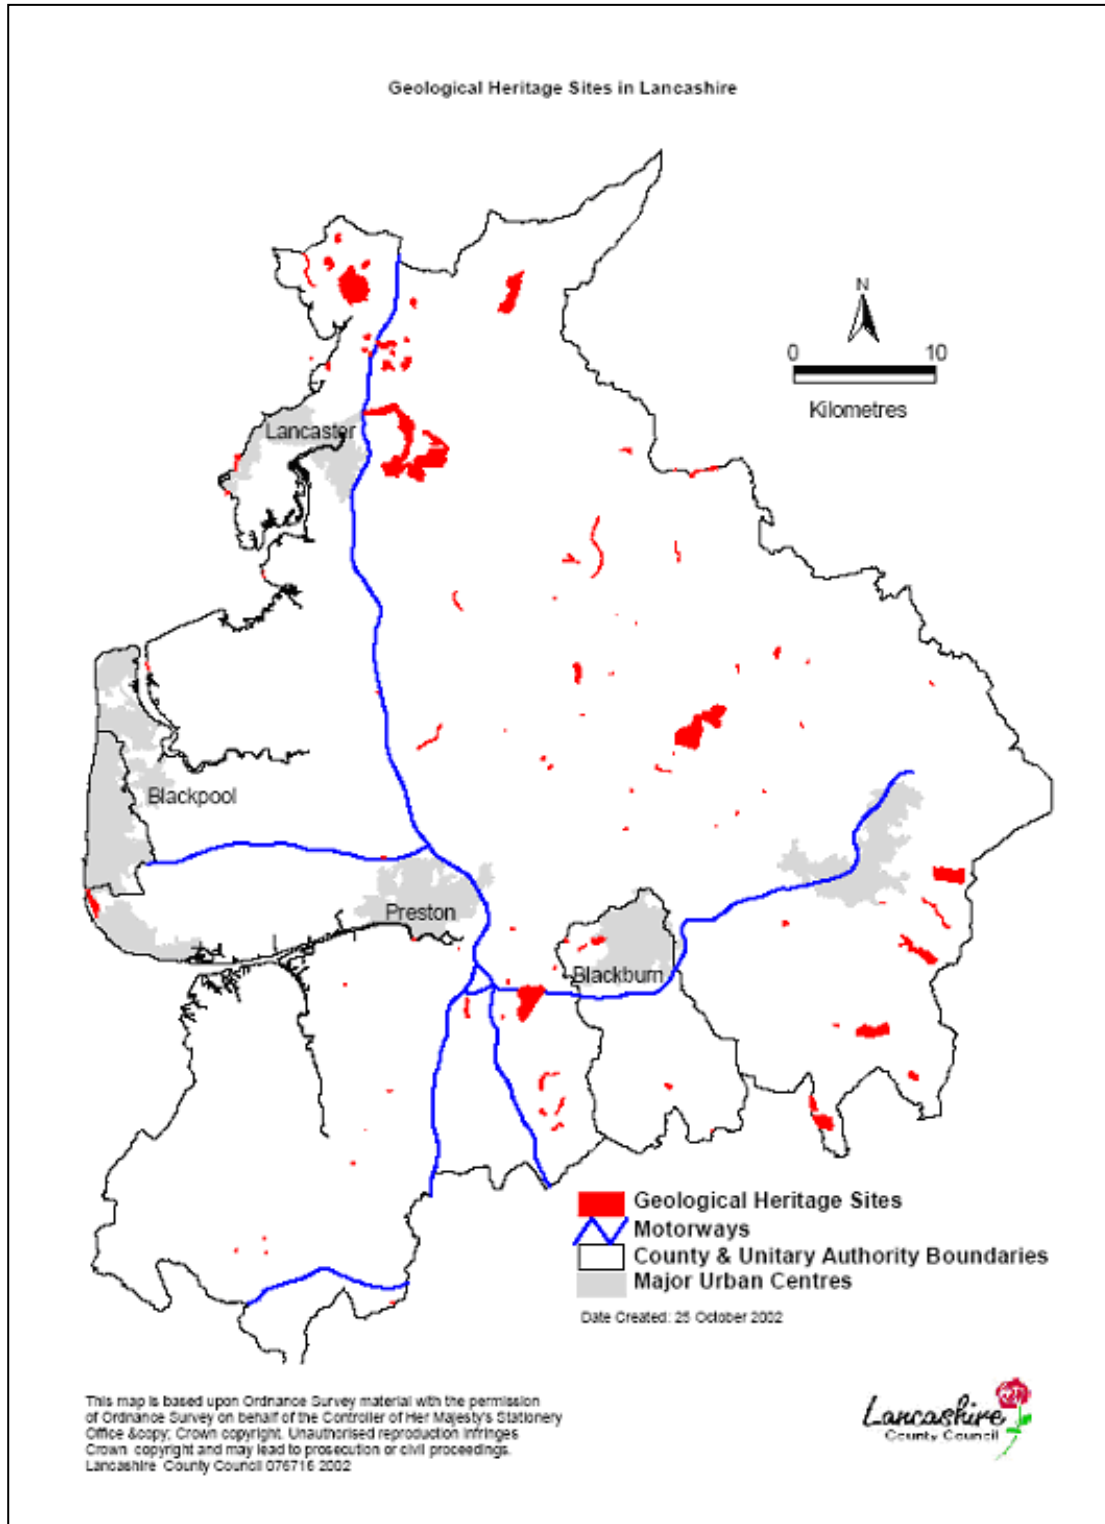 Geological Heritage Sites in Lancashire
N
0 10
Kilometres
Lancaster
Blackpool
Preston
Blackburn
Geological Heritage Sites
Motorways
County & Unitary Authority Boundaries
Major Urban Centres
Date Created: 25 October 2002
This map is based upon Ordnance Survey material with the permission
of Ordnance Survey on behalf of the Controller of Her Majesty's Stationery
Office &copy; Crown copyright. Unauthorised reproduction infringes
Crown copyright and may lead to prosecution or civil proceedings.
Lancashire County Council 076716 2002
Lancashire
County Council